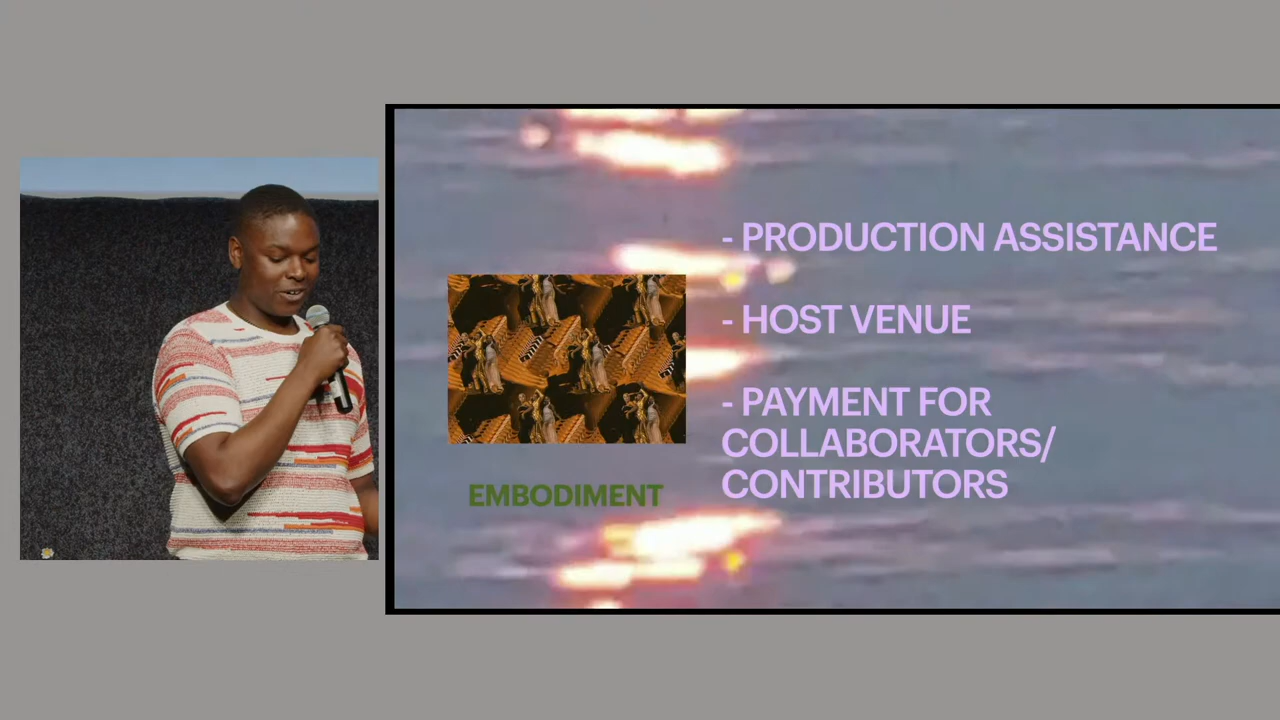 - PRODUCTION ASSISTANCE
- HOST VENUE
- PAYMENT FOR
COLLABORATORS/
CONTRIBUTORS
EMBODIMENT